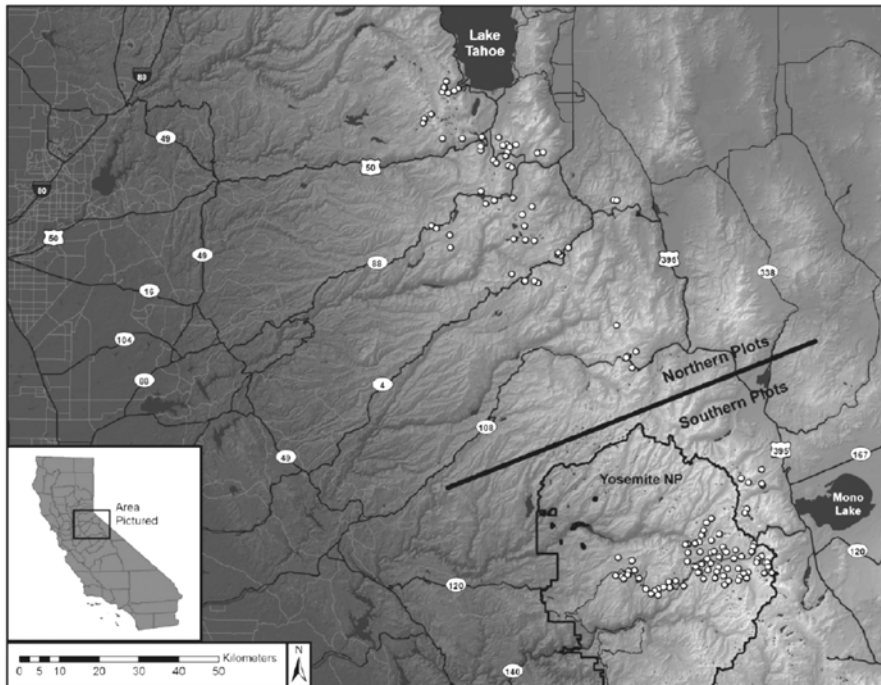 Lake
Tahoe
80
49
50
80
50
49
88
395
338
16
104
88
4
Northern Plots
Southern Plots
108
49
395
167
Yosemite NP
Mono
Lake
120
120
Area
Pictured
140
N
Kilometers
0 5 10 20 30 40 50